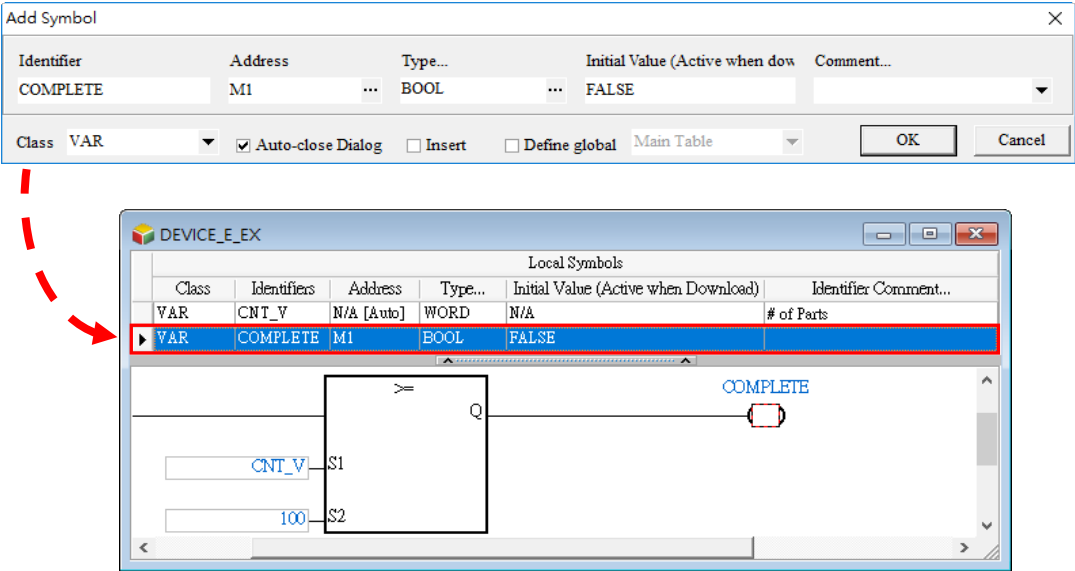 Add Symbol
Identifier Address Type... Initial Value (Active when dow Comment...
COMPLETE M1 ... BOOL ... FALSE
Class VAR Auto-close Dialog Insert Define global Main Table OK Cancel
DEVICE_E_EX
Local Symbols
Class Identifiers Address Type... Initial Value (Active when Download) Identifier Comment...
VAR CNT_V N/A [Auto] WORD N/A # of Parts
VAR COMPLETE M1 BOOL FALSE
>= COMPLETE
Q
CNT_V S1
100 S2